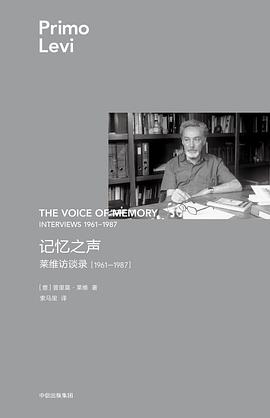 Primo
Levi
THE VOICE OF MEMORY
INTERVIEWS 1961–1987
记忆之声
莱维访谈录 [1961—1987]
[意] 普里莫·莱维 著
索马里 译
中信出版集团